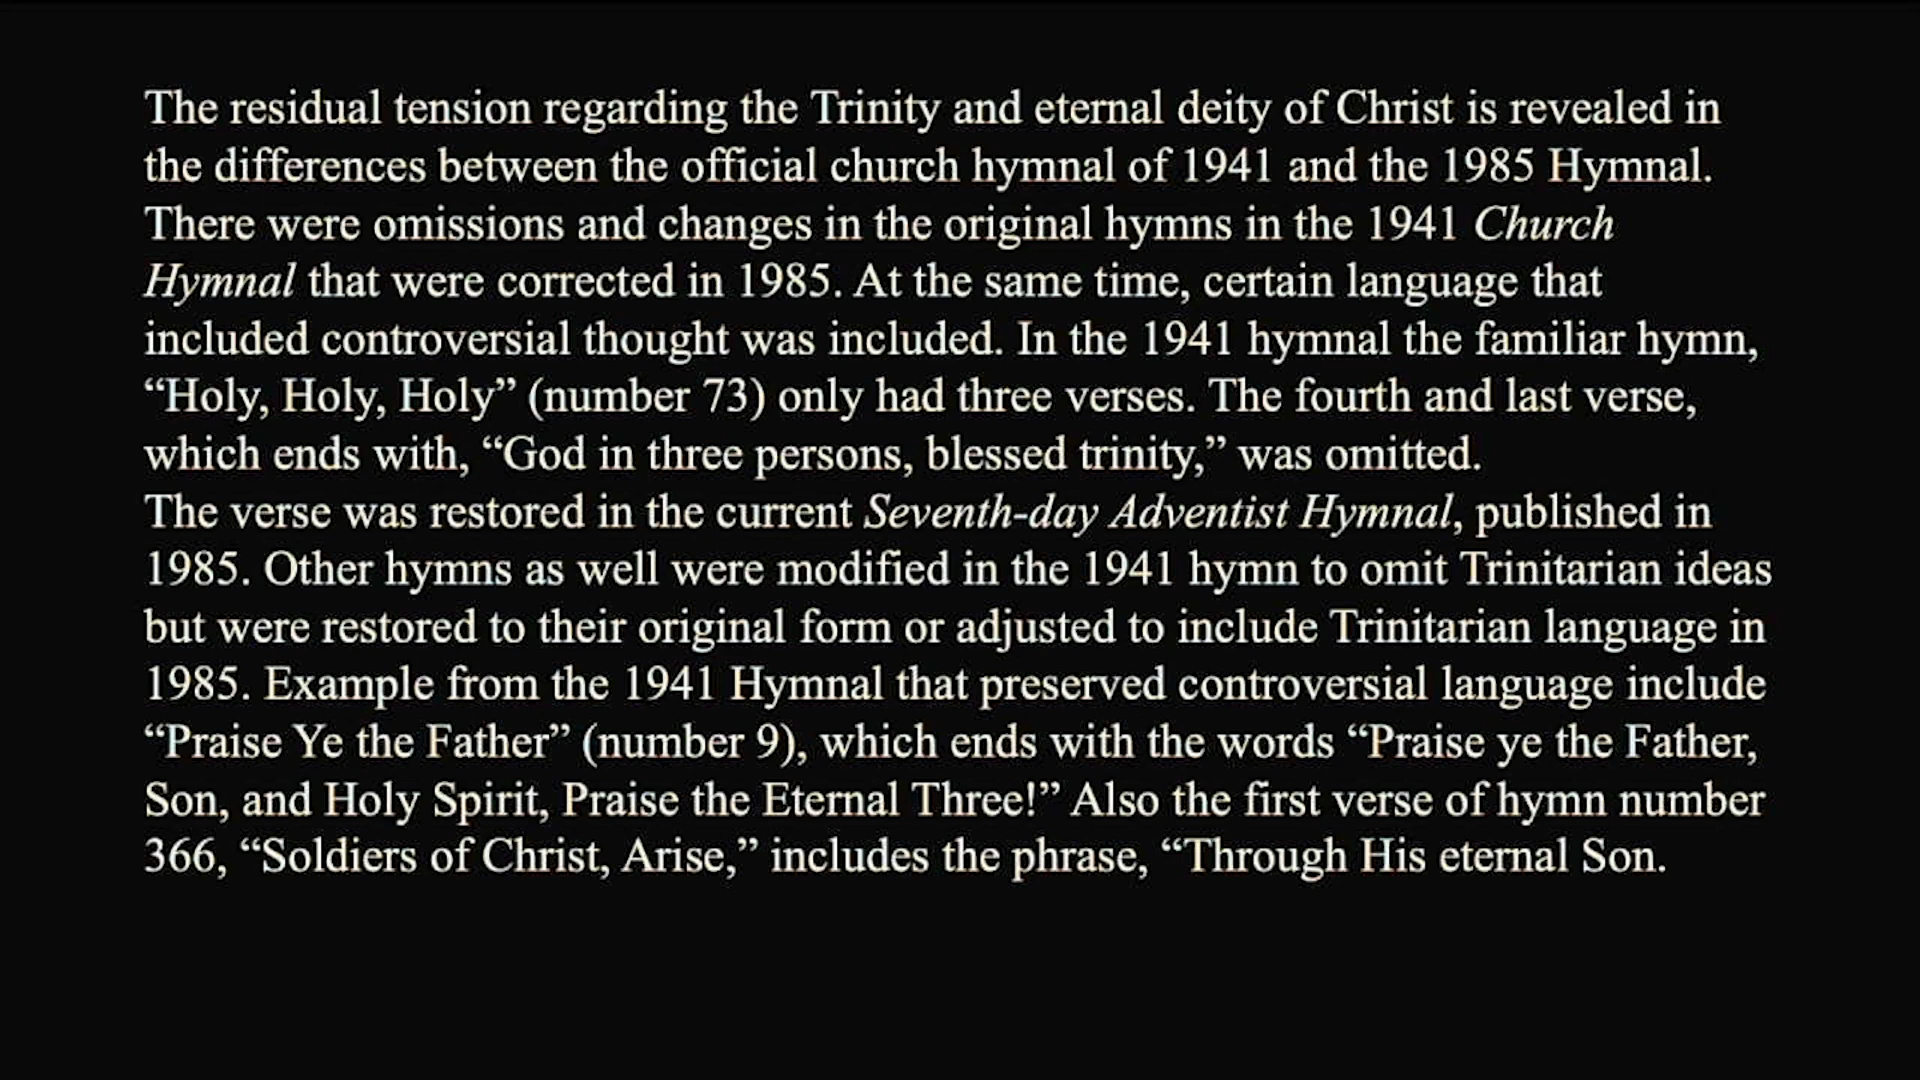 The residual tension regarding the Trinity and eternal deity of Christ is revealed in
the differences between the official church hymnal of 1941 and the 1985 Hymnal.
There were omissions and changes in the original hymns in the 1941 Church
Hymnal that were corrected in 1985. At the same time, certain language that
included controversial thought was included. In the 1941 hymnal the familiar hymn,
“Holy, Holy, Holy” (number 73) only had three verses. The fourth and last verse,
which ends with, “God in three persons, blessed trinity,” was omitted.
The verse was restored in the current Seventh-day Adventist Hymnal, published in
1985. Other hymns as well were modified in the 1941 hymn to omit Trinitarian ideas
but were restored to their original form or adjusted to include Trinitarian language in
1985. Example from the 1941 Hymnal that preserved controversial language include
“Praise Ye the Father” (number 9), which ends with the words “Praise ye the Father,
Son, and Holy Spirit, Praise the Eternal Three!” Also the first verse of hymn number
366, “Soldiers of Christ, Arise,” includes the phrase, “Through His eternal Son.